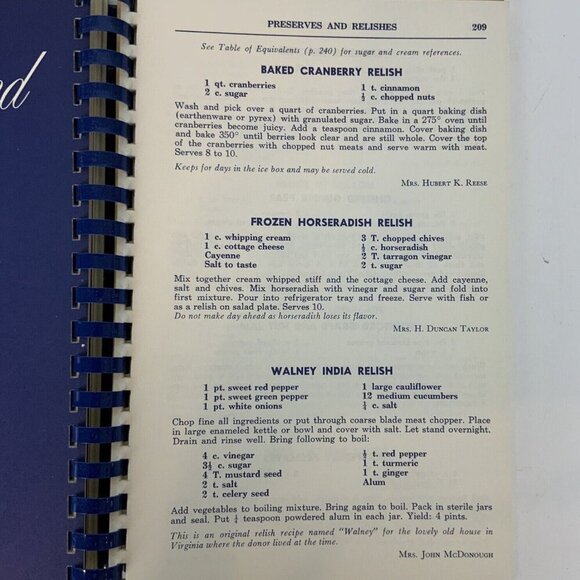 nd
PRESERVES AND RELISHES 209
See Table of Equivalents (p. 240) for sugar and cream references.
BAKED CRANBERRY RELISH
1 qt. cranberries 1 t. cinnamon
2 c. sugar ½ c. chopped nuts
Wash and pick over a quart of cranberries. Put in a quart baking dish
(earthenware or pyrex) with granulated sugar. Bake in a 275° oven until
cranberries become juicy. Add a teaspoon cinnamon. Cover baking dish
and bake 350° until berries look clear and are still whole. Cover the top
of the cranberries with chopped nut meats and serve warm with meat.
Serves 8 to 10.
Keeps for days in the ice box and may be served cold.
MRS. HUBERT K. REESE
FROZEN HORSERADISH RELISH
1 c. whipping cream 3 T. chopped chives
1 c. cottage cheese ½ c. horseradish
Cayenne 2 T. tarragon vinegar
Salt to taste 2 t. sugar
Mix together cream whipped stiff and the cottage cheese. Add cayenne,
salt and chives. Mix horseradish with vinegar and sugar and fold into
first mixture. Pour into refrigerator tray and freeze. Serve with fish or
as a relish on salad plate. Serves 10.
Do not make day ahead as horseradish loses its flavor.
MRS. H. DUNCAN TAYLOR
WALNEY INDIA RELISH
1 pt. sweet red pepper 1 large cauliflower
1 pt. sweet green pepper 12 medium cucumbers
1 pt. white onions c. salt
Chop fine all ingredients or put through coarse blade meat chopper. Place
in large enameled kettle or bowl and cover with salt. Let stand overnight.
Drain and rinse well. Bring following to boil:
4 c. vinegar ½ t. red pepper
3½ c. sugar 1 t. turmeric
4 T. mustard seed 1 t. ginger
2 t. salt Alum
2 t. celery seed
Add vegetables to boiling mixture. Bring again to boil. Pack in sterile jars
and seal. Put ¼ teaspoon powdered alum in each jar. Yield: 4 pints.
This is an original relish recipe named "Walney" for the lovely old house in
Virginia where the donor lived at the time.
MRS. JOHN MCDONOUGH